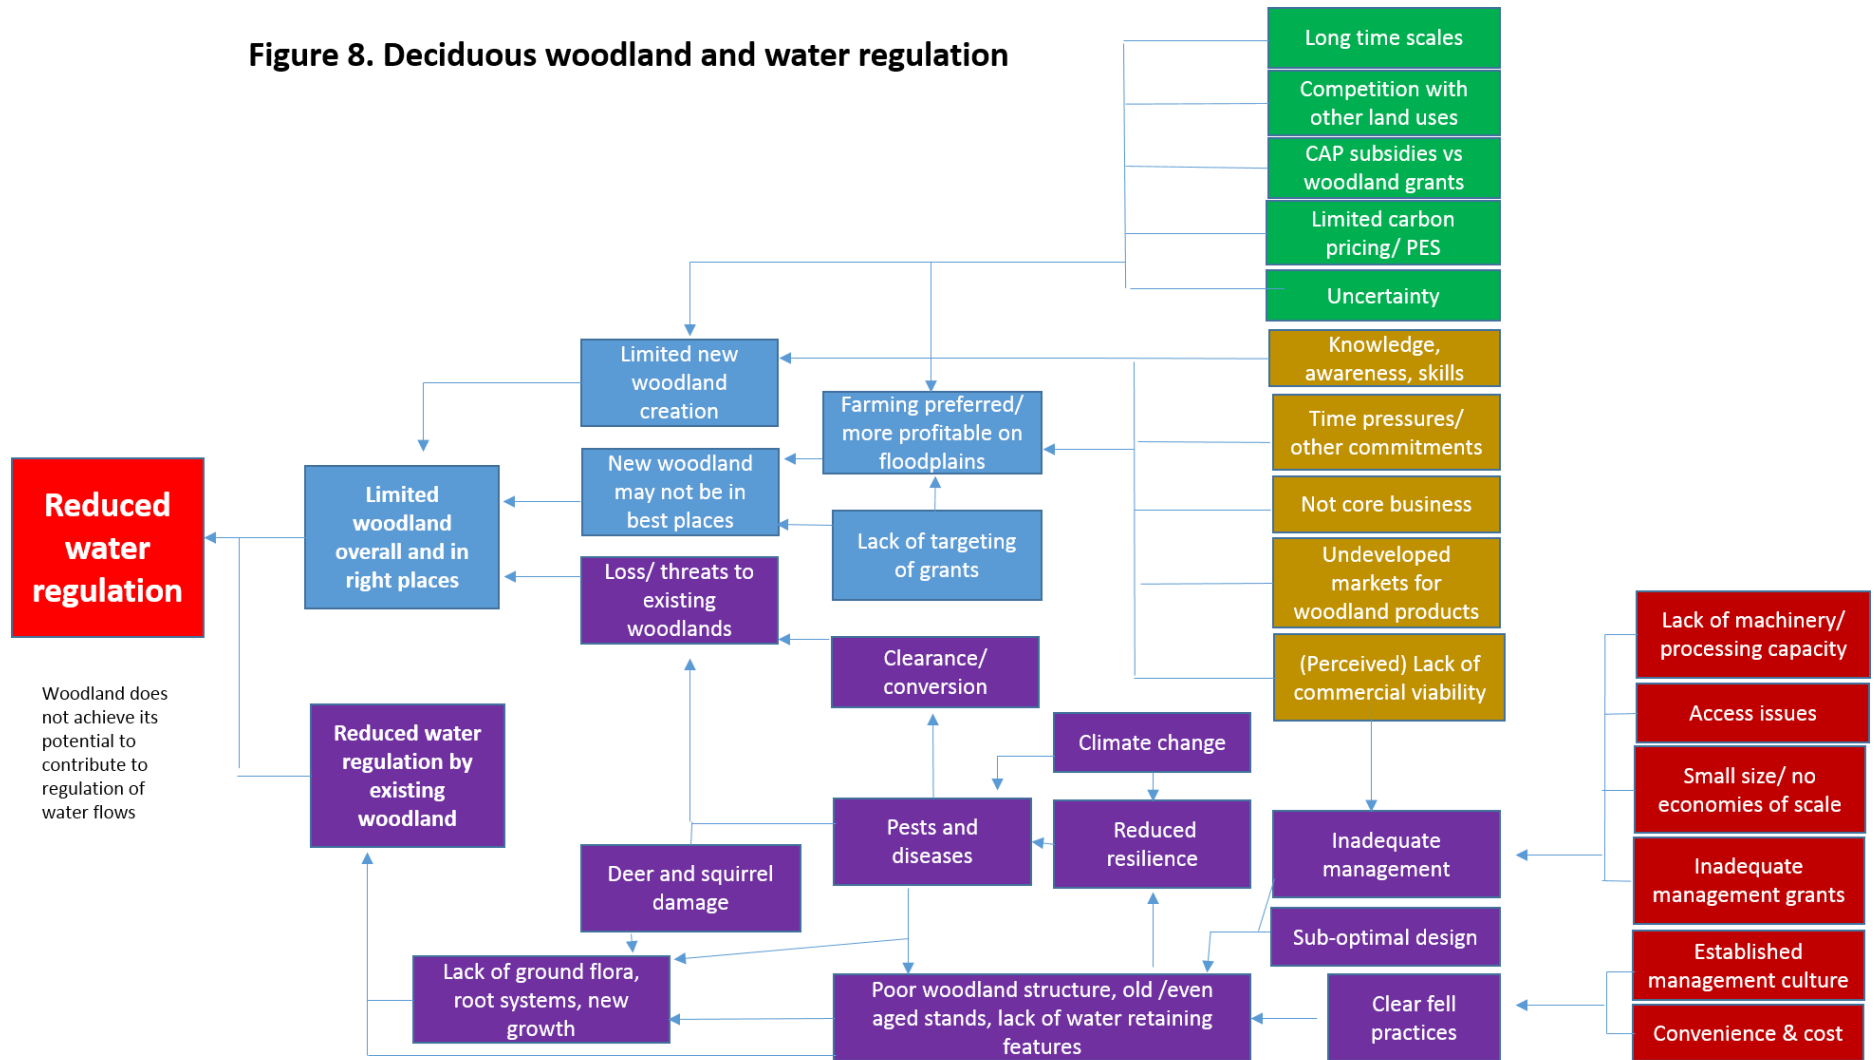 Figure 8. Deciduous woodland and water regulation
Long time scales
Competition with
other land uses
CAP subsidies vs
woodland grants
Limited carbon
pricing/ PES
Uncertainty
Knowledge,
awareness, skills
Time pressures/
other commitments
Not core business
Undeveloped
markets for
woodland products
(Perceived) Lack of
commercial viability
Limited new
woodland
creation
Farming preferred/
more profitable on
floodplains
New woodland
may not be in
best places
Lack of targeting
of grants
Limited
woodland
overall and in
right places
Reduced
water
regulation
Loss/ threats to
existing
woodlands
Clearance/
conversion
Climate change
Woodland does
not achieve its
potential to
contribute to
regulation of
water flows
Reduced water
regulation by
existing
woodland
Pests and
diseases
Reduced
resilience
Inadequate
management
Deer and squirrel
damage
Sub-optimal design
Lack of ground flora,
root systems, new
growth
Poor woodland structure, old /even
aged stands, lack of water retaining
features
Clear fell
practices
Lack of machinery/
processing capacity
Access issues
Small size/ no
economies of scale
Inadequate
management grants
Established
management culture
Convenience & cost